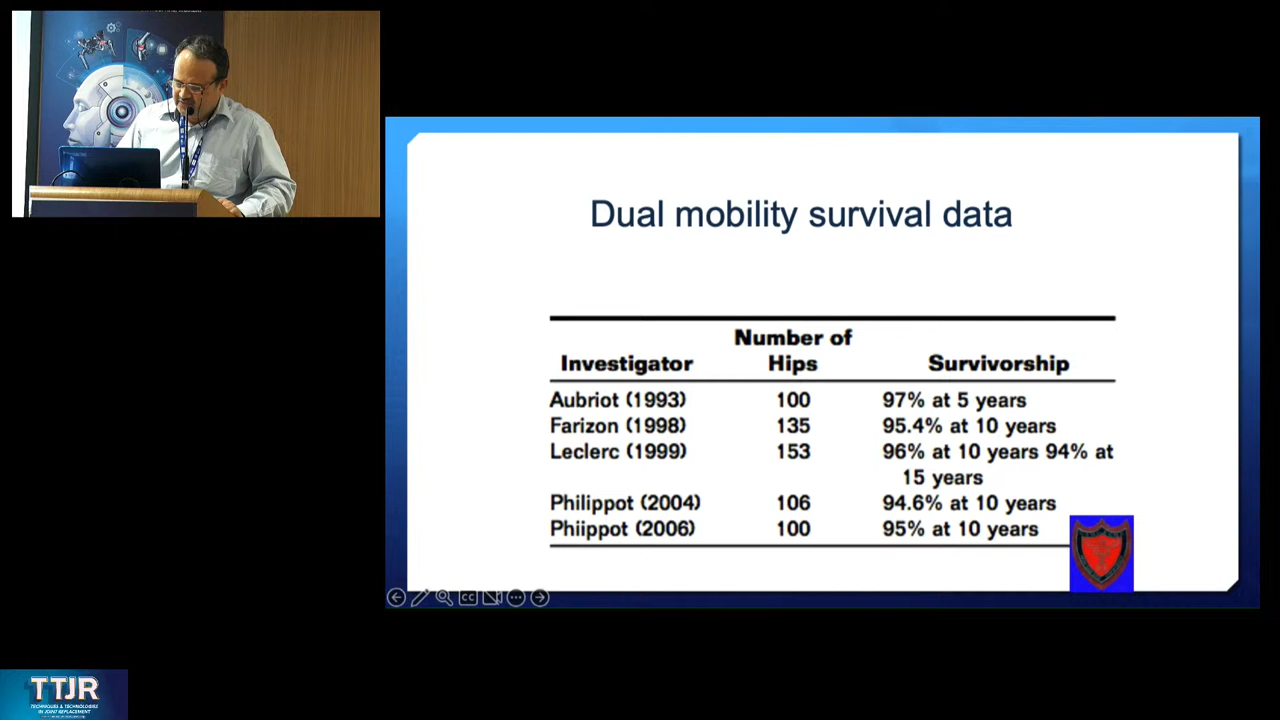 Dual mobility survival data
Number of
Investigator Hips Survivorship
Aubriot (1993) 100 97% at 5 years
Farizon (1998) 135 95.4% at 10 years
Leclerc (1999) 153 96% at 10 years 94% at
15 years
Philippot (2004) 106 94.6% at 10 years
Phiippot (2006) 100 95% at 10 years
CC
TTJR
TECHNIQUES & TECHNOLOGIES
IN JOINT REPLACEMENT